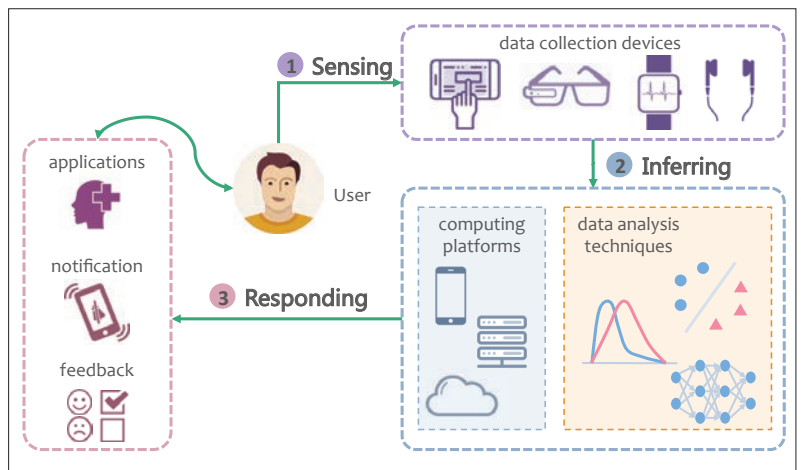 1 Sensing
data collection devices
2 Inferring
applications
User
computing
platforms
data analysis
techniques
notification
3 Responding
feedback